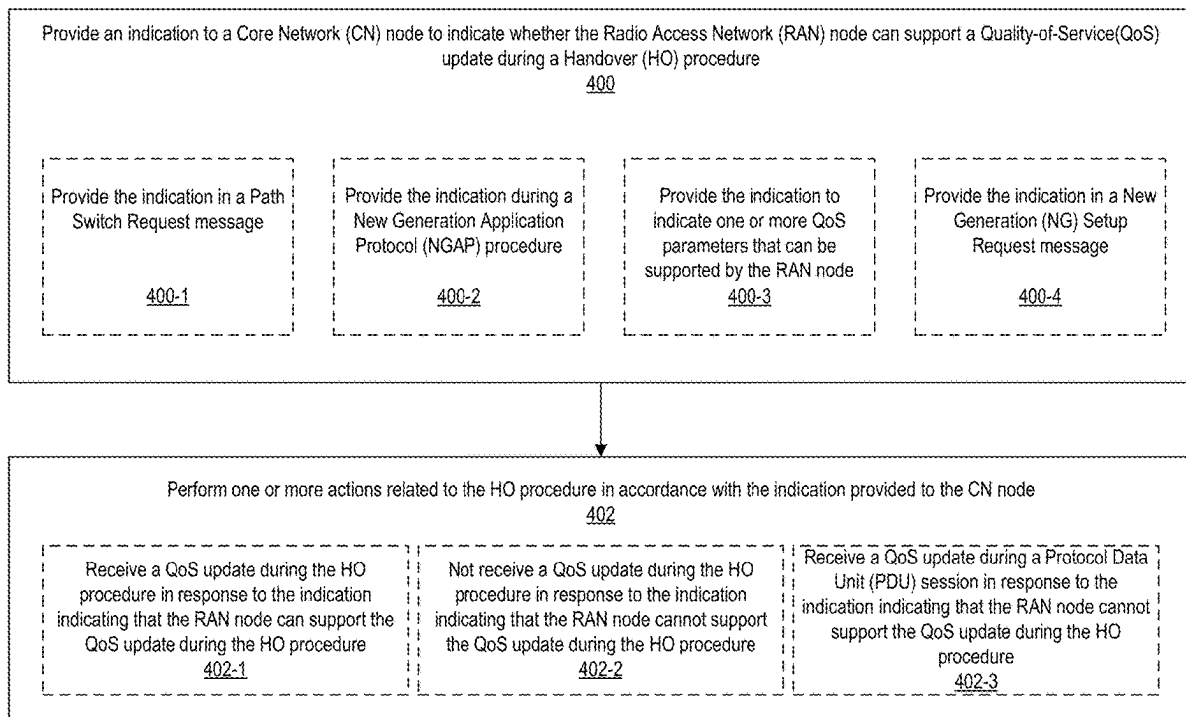 Provide an indication to a Core Network (CN) node to indicate whether the Radio Access Network (RAN) node can support a Quality-of-Service(QoS)
update during a Handover (HO) procedure
400
Provide the indication in a Path
Switch Request message
400-1
Provide the indication during a
New Generation Application
Protocol (NGAP) procedure
400-2
Provide the indication to
indicate one or more QoS
parameters that can be
supported by the RAN node
400-3
Provide the indication in a New
Generation (NG) Setup
Request message
400-4
Perform one or more actions related to the HO procedure in accordance with the indication provided to the CN node
402
Receive a QoS update during the HO
procedure in response to the indication
indicating that the RAN node can support the
QoS update during the HO procedure
402-1
Not receive a QoS update during the HO
procedure in response to the indication
indicating that the RAN node cannot support
the QoS update during the HO procedure
402-2
Receive a QoS update during a Protocol Data
Unit (PDU) session in response to the
indication indicating that the RAN node cannot
support the QoS update during the HO
procedure
402-3